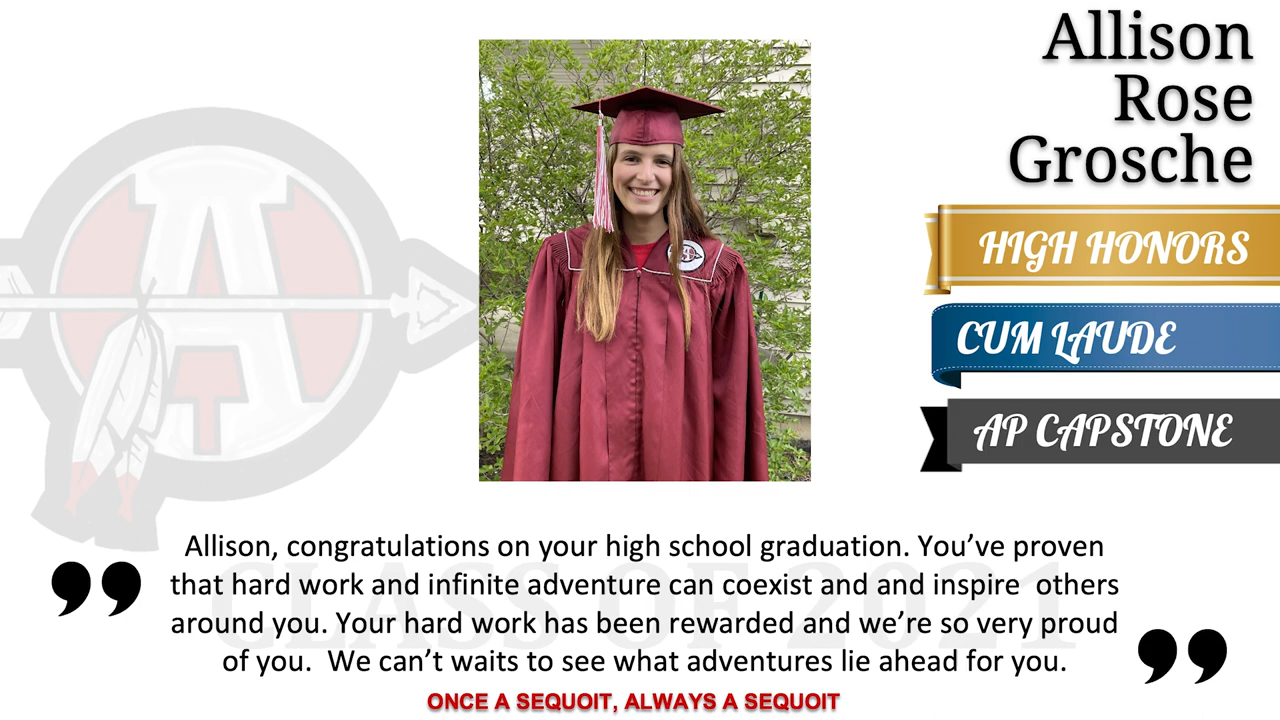 Allison
Rose
Grosche
HIGH HONORS
CUM LAUDE
AP CAPSTONE
A
CLASS OF 2021
”
Allison, congratulations on your high school graduation. You’ve proven
that hard work and infinite adventure can coexist and and inspire  others
around you. Your hard work has been rewarded and we’re so very proud
of you.  We can’t waits to see what adventures lie ahead for you.
”
ONCE A SEQUOIT, ALWAYS A SEQUOIT